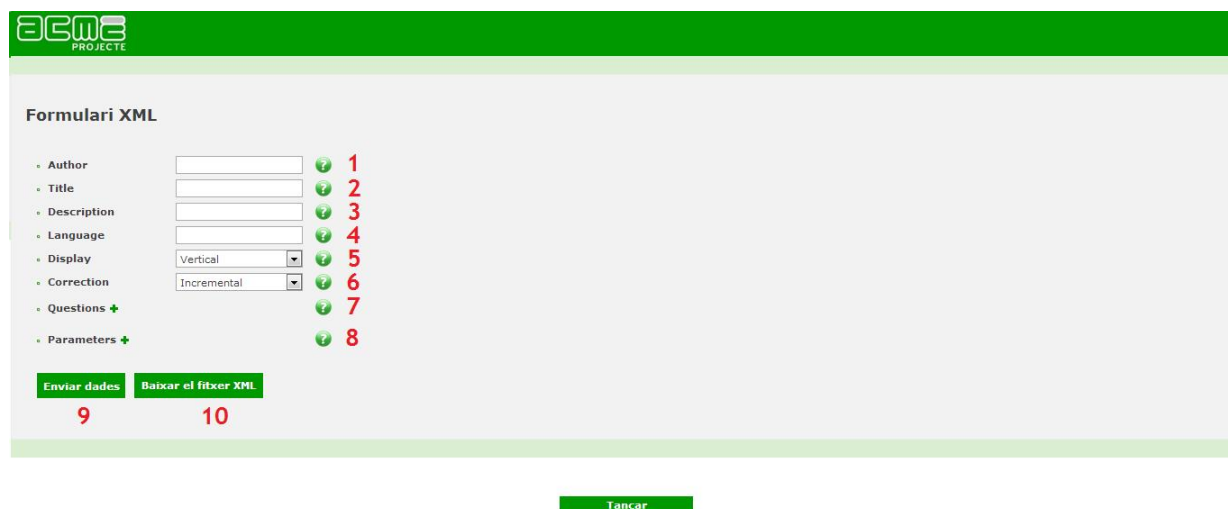 acme
PROJECTE
Formulari XML
Author ? 1
Title ? 2
Description ? 3
Language ? 4
Display Vertical ? 5
Correction Incremental ? 6
Questions + ? 7
Parameters + ? 8
Enviar dades Baixar el fitxer XML
9 10
Tancar